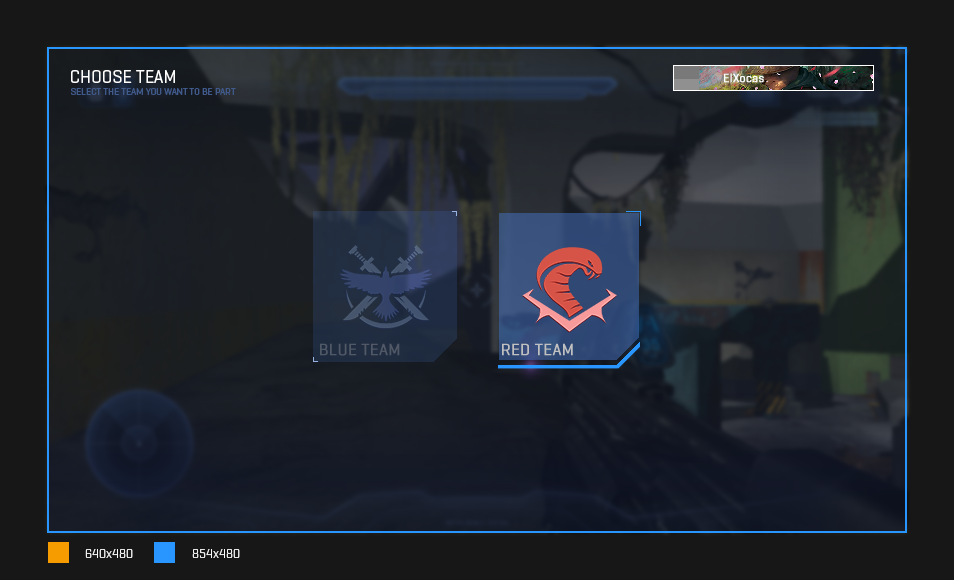 CHOOSE TEAM
SELECT THE TEAM YOU WANT TO BE PART
ElXocas
BLUE TEAM
RED TEAM
640x480
854x480